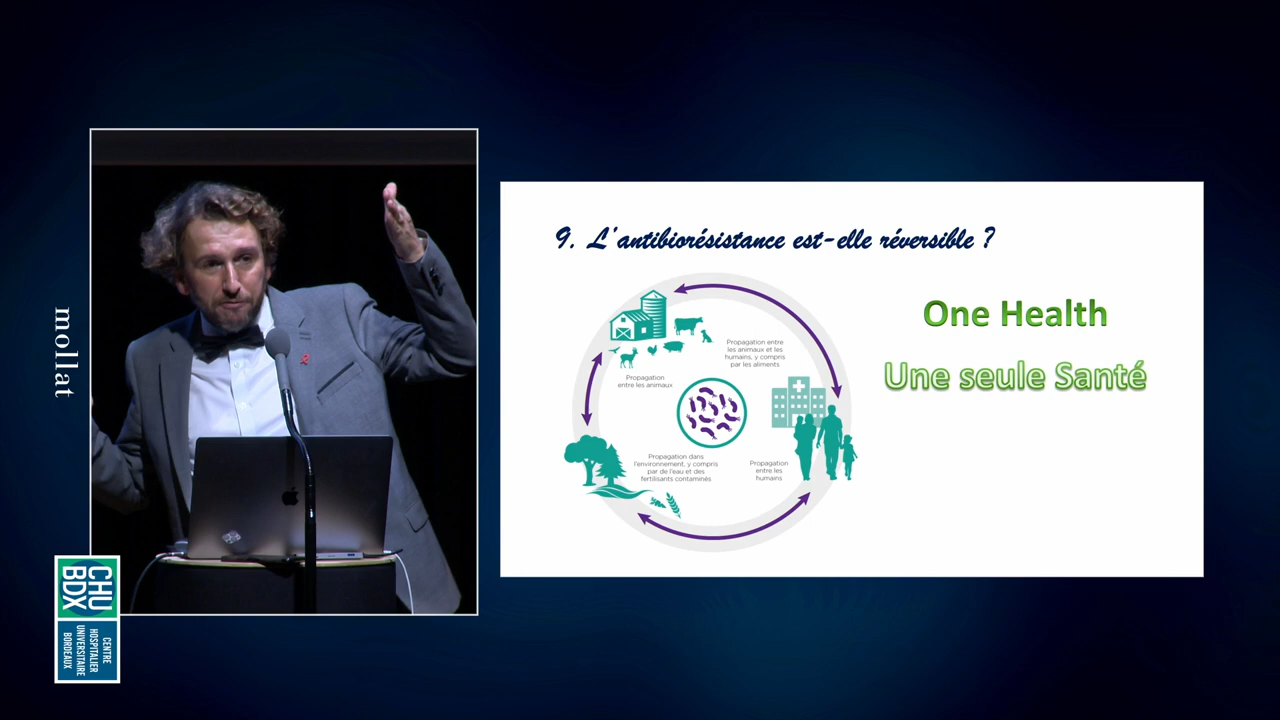 mollat
CHU
BDX
CENTRE
HOSPITALIER
UNIVERSITAIRE
BORDEAUX
9. L'antibiorésistance est-elle réversible ?
One Health
Une seule Santé
Propagation entre
les animaux et les
humains, y compris
par les aliments
Propagation
entre les animaux
Propagation dans
l'environnement, y compris
par de l'eau et des
fertilisants contaminés
Propagation
entre les
humains